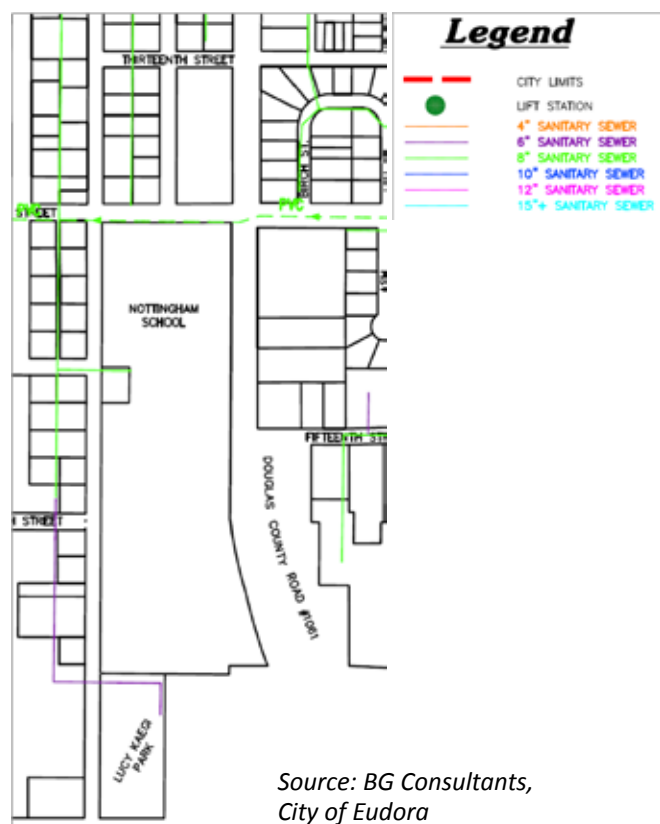 Legend
CITY LIMITS
LIFT STATION
4" SANITARY SEWER
6" SANITARY SEWER
8" SANITARY SEWER
10" SANITARY SEWER
12" SANITARY SEWER
15"+ SANITARY SEWER
THIRTEENTH STREET
BIRCH ST.
STREET
PVC
NOTTINGHAM
SCHOOL
FIFTEENTH STR
DOUGLAS COUNTY ROAD #1061
H STREET
LUCY KAEGI
PARK
Source: BG Consultants,
City of Eudora